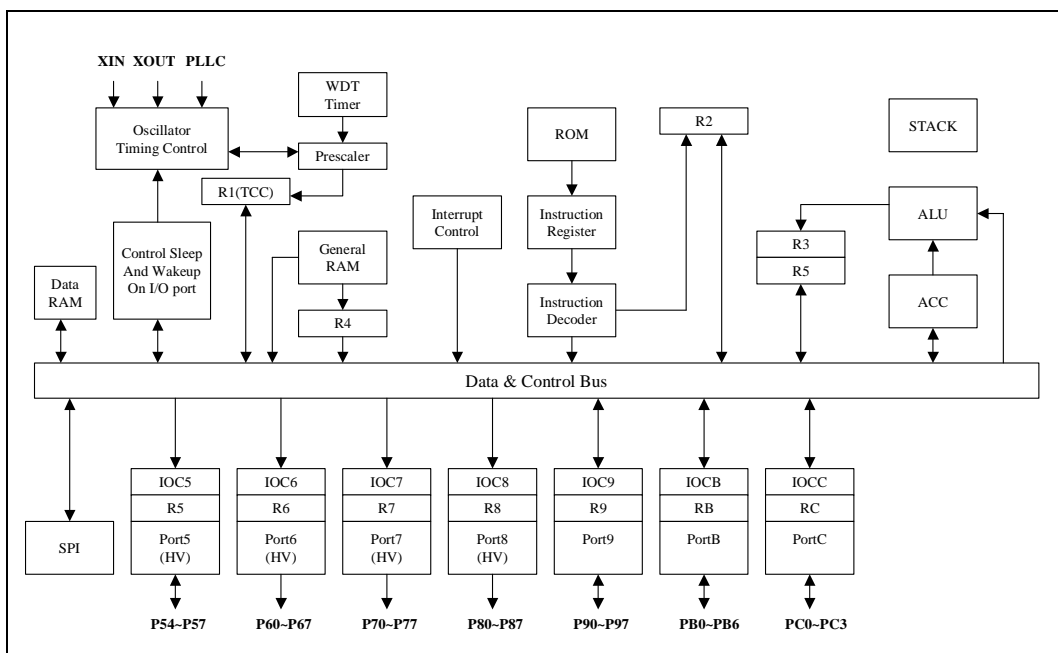 XIN XOUT PLLC
WDT
Timer
Oscillator
Timing Control
Prescaler
R1(TCC)
ROM
R2
STACK
Control Sleep
And Wakeup
On I/O port
General
RAM
Interrupt
Control
Instruction
Register
R3
R5
ALU
Data
RAM
R4
Instruction
Decoder
ACC
Data & Control Bus
SPI
IOC5
R5
Port5
(HV)
P54~P57
IOC6
R6
Port6
(HV)
P60~P67
IOC7
R7
Port7
(HV)
P70~P77
IOC8
R8
Port8
(HV)
P80~P87
IOC9
R9
Port9
P90~P97
IOCB
RB
PortB
PB0~PB6
IOCC
RC
PortC
PC0~PC3